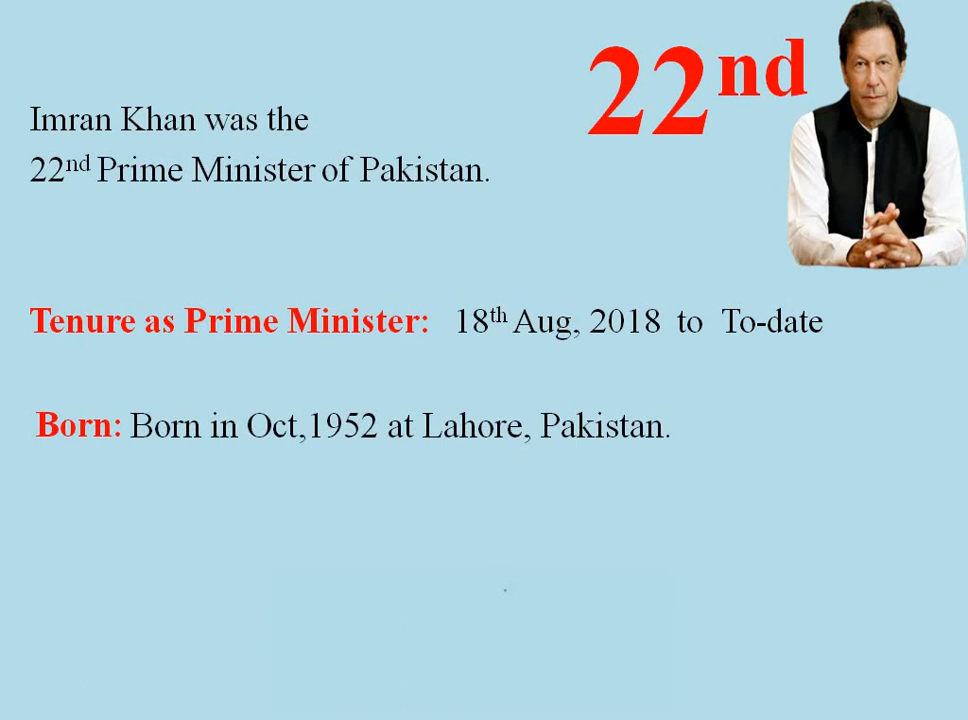 22nd
Imran Khan was the
22nd Prime Minister of Pakistan.
Tenure as Prime Minister: 18th Aug, 2018 to To-date
Born: Born in Oct,1952 at Lahore, Pakistan.